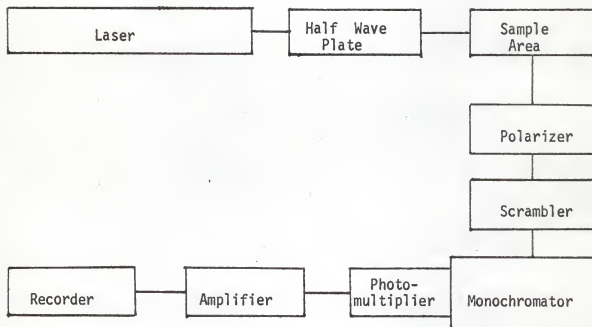 Laser
Half Wave
Plate
Sample
Area
Polarizer
Scrambler
Monochromator
Photo-
multiplier
Amplifier
Recorder